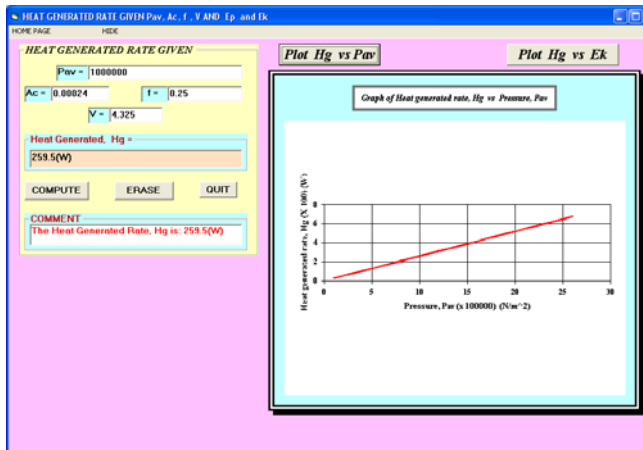 HEAT GENERATED RATE GIVEN Pav, Ac, f , V AND Ep and Ek
HOME PAGE HIDE
HEAT GENERATED RATE GIVEN
Pav = 1000000
Ac = 0.00024 f = 0.25
V = 4.325
Heat Generated, Hg =
259.5(W)
COMPUTE ERASE QUIT
COMMENT
The Heat Generated Rate, Hg is: 259.5(W)
Plot Hg vs Pav Plot Hg vs Ek
Graph of Heat generated rate, Hg vs Pressure, Pav
Heat generated rate, Hg (X 100) (W)
8
6
4
2
0
0 5 10 15 20 25 30
Pressure, Pav (x 100000) (N/m^2)